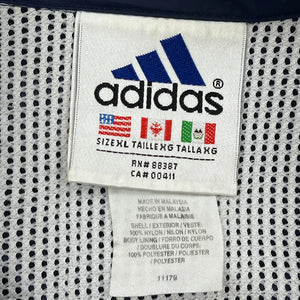 adidas®
SIZE XL TAILLE XG TALLA XG
RN# 88387
CA# 00411
MADE IN MALAYSIA
HECHO EN MALASIA
FABRIQUÉ A MALAISIE
SHELL / EXTERIOR / VESTE:
100% NYLON / NILON / NYLON
BODY LINING / FORRO DE CUERPO
/ DOUBLURE DU CORPS:
100% POLYESTER / POLIESTER
/ POLYESTER
11179